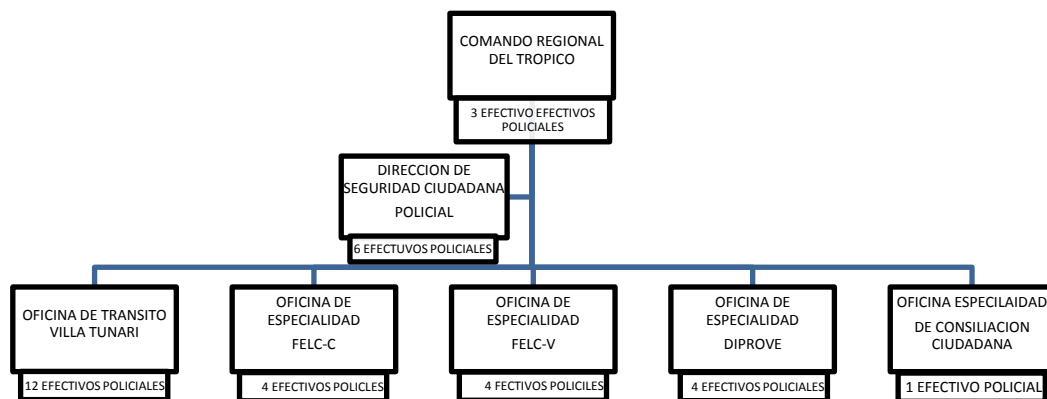 COMANDO REGIONAL
DEL TROPICO
3 EFECTIVO EFECTIVOS
POLICIALES
DIRECCION DE
SEGURIDAD CIUDADANA
POLICIAL
6 EFECTUVOS POLICIALES
OFICINA DE TRANSITO
VILLA TUNARI
12 EFECTIVOS POLICIALES
OFICINA DE
ESPECIALIDAD
FELC-C
4 EFECTIVOS POLICLES
OFICINA DE
ESPECIALIDAD
FELC-V
4 FECTIVOS POLICILES
OFICINA DE
ESPECIALIDAD
DIPROVE
4 EFECTIVOS POLICIALES
OFICINA ESPECILAIDAD
DE CONSILIACION
CIUDADANA
1 EFECTIVO POLICIAL